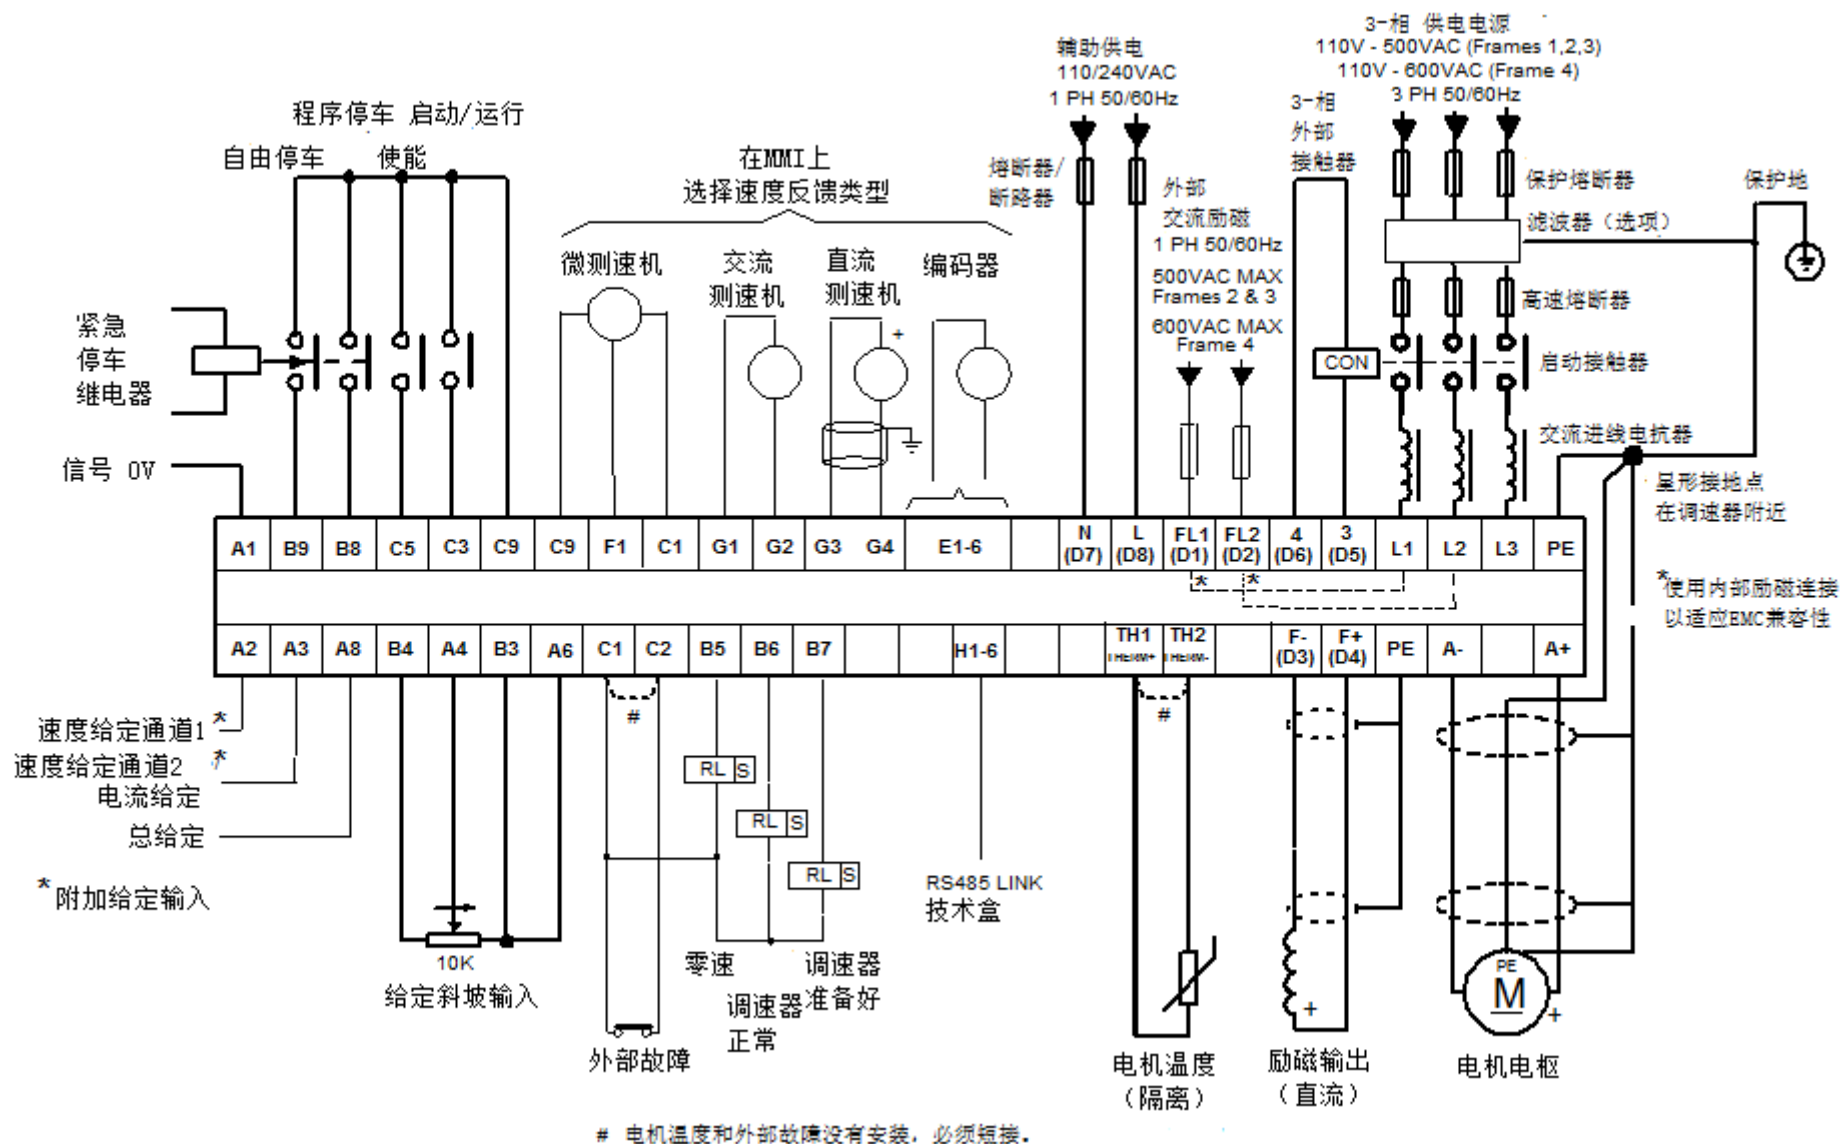 3-相 供电电源
110V - 500VAC (Frames 1,2,3)
110V - 600VAC (Frame 4)
3 PH 50/60Hz
辅助供电
110/240VAC
1 PH 50/60Hz
3-相
外部
接触器
程序停车 启动/运行
自由停车 使能
在MMI上
选择速度反馈类型
熔断器/
断路器
外部
交流励磁
1 PH 50/60Hz
500VAC MAX
Frames 2 & 3
600VAC MAX
Frame 4
保护熔断器
保护地
滤波器（选项）
微测速机
交流
测速机
直流
测速机
+
编码器
高速熔断器
紧急
停车
继电器
CON
启动接触器
信号 0V
交流进线电抗器
星形接地点
在调速器附近
A1 B9 B8 C5 C3 C9 C9 F1 C1 G1 G2 G3 G4 E1-6 N (D7) L (D8) FL1 (D1) FL2 (D2) 4 (D6) 3 (D5) L1 L2 L3 PE
* *
*使用内部励磁连接
以适应EMC兼容性
A2 A3 A8 B4 A4 B3 A6 C1 C2 B5 B6 B7 H1-6 TH1 THERM+ TH2 THERM- F- (D3) F+ (D4) PE A- A+
# #
速度给定通道1 *
速度给定通道2 *
电流给定
总给定
*附加给定输入
RL S
RL S
RL S
RS485 LINK
技术盒
10K
给定斜坡输入
零速
调速器
正常
调速器
准备好
外部故障
电机温度
（隔离）
+
励磁输出
（直流）
PE
M
+
电机电枢
# 电机温度和外部故障没有安装，必须短接。